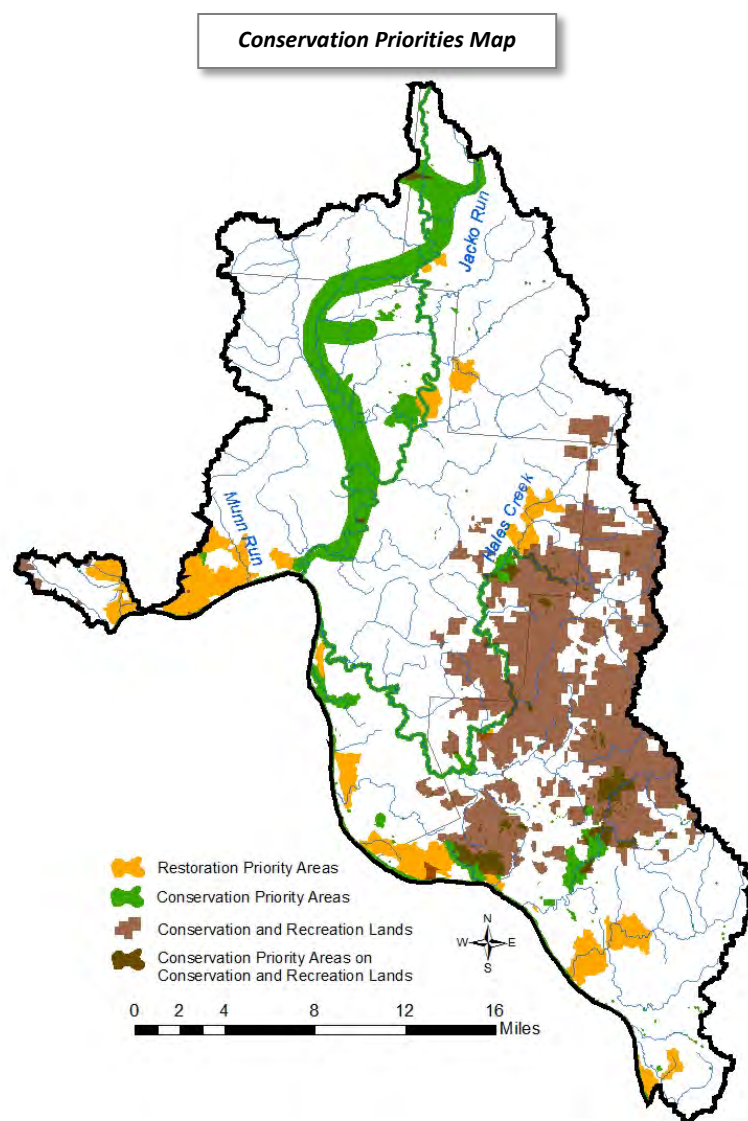 Conservation Priorities Map
Jacko Run
Hales Creek
Munn Run
Restoration Priority Areas
Conservation Priority Areas
Conservation and Recreation Lands
Conservation Priority Areas on
Conservation and Recreation Lands
N
W E
S
0 2 4 8 12 16
Miles